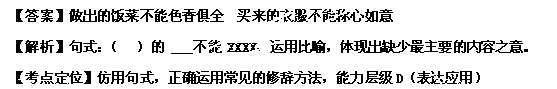 【答案】做出的饭菜不能色香俱全 买来的衣服不能称心如意
【解析】句式:( )的 ___不能 xxxx. 运用比喻,体现出缺少最主要的内容之意。
【考点定位】仿用句式,正确运用常见的修辞方法,能力层级D(表达应用)